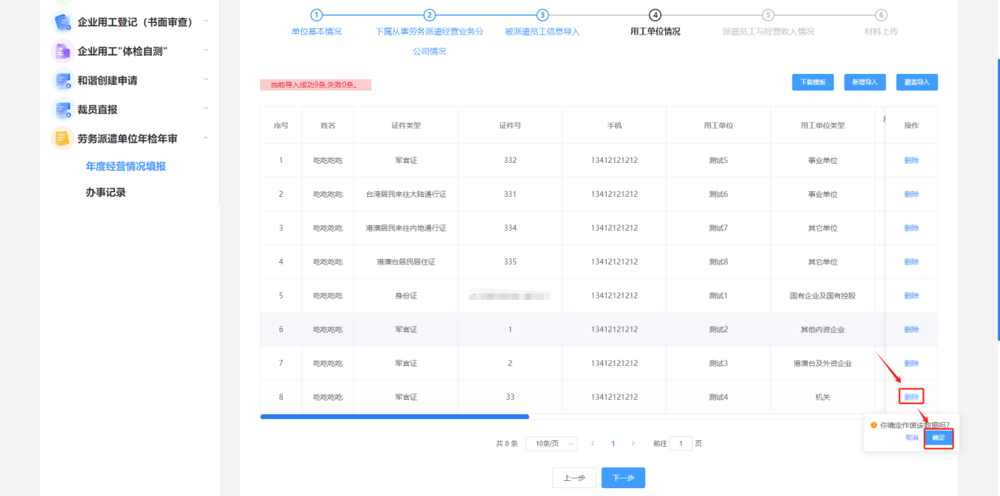 企业用工登记（书面审查）
企业用工"体检自测"
和谐创建申请
裁员直报
劳务派遣单位年检年审
年度经营情况填报
办事记录
1 2 3 4 5 6
单位基本情况 下属从事劳务派遣经营业务分公司情况 被派遣员工信息导入 用工单位情况 派遣员工与经营收入情况 材料上传
当前导入成功9条,失败0条。
下载模板 新增导入 覆盖导入
序号 姓名 证件类型 证件号 手机 用工单位 用工单位类型 操作
1 吃吃吃吃 军官证 332 13412121212 测试5 事业单位 删除
2 吃吃吃吃 台湾居民来往大陆通行证 331 13412121212 测试6 事业单位 删除
3 吃吃吃吃 港澳居民来往内地通行证 334 13412121212 测试7 其它单位 删除
4 吃吃吃吃 港澳台居民居住证 335 13412121212 测试8 其它单位 删除
5 吃吃吃吃 身份证 13412121212 测试1 国有企业及国有控股 删除
6 吃吃吃吃 军官证 1 13412121212 测试2 其他内资企业 删除
7 吃吃吃吃 军官证 2 13412121212 测试3 港澳台及外资企业 删除
8 吃吃吃吃 军官证 33 13412121212 测试4 机关 删除
你确定作废该数据吗?
取消 确定
共 8 条 10条/页 1 前往 1 页
上一步 下一步